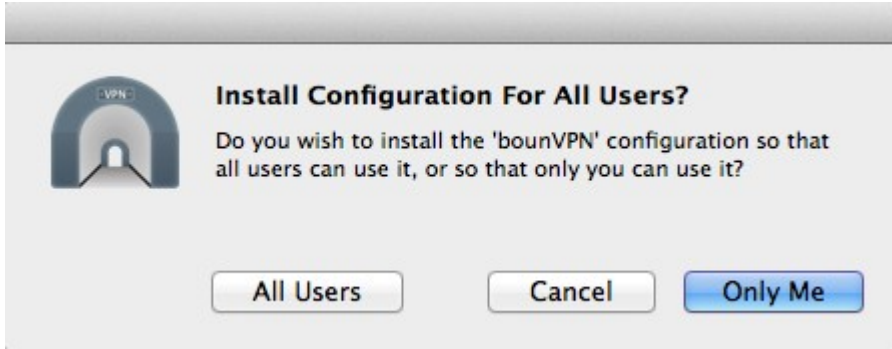 VPN
Install Configuration For All Users?
Do you wish to install the 'bounVPN' configuration so that
all users can use it, or so that only you can use it?
All Users
Cancel
Only Me